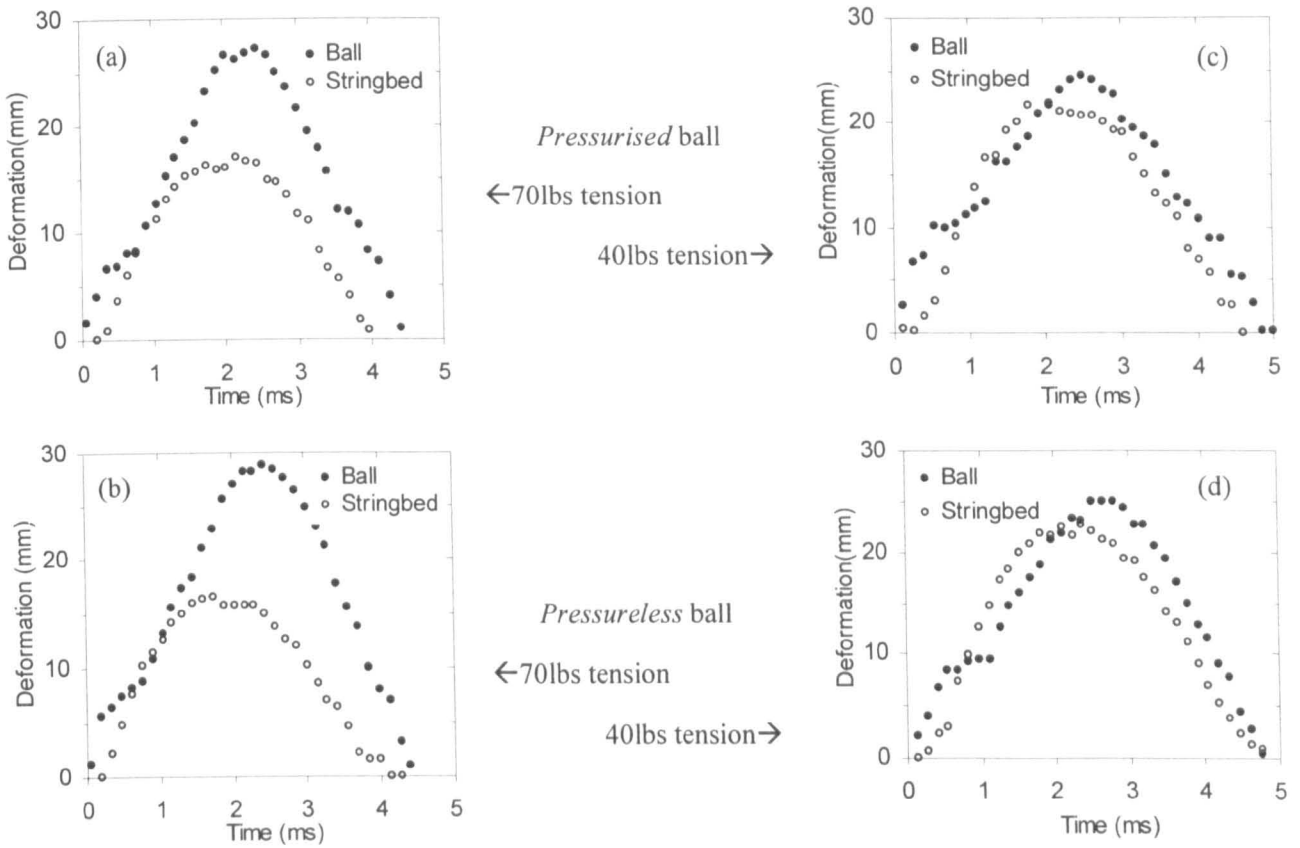 30
20
10
0
Deformation(mm)
(a)
Ball
Stringbed
0 1 2 3 4 5
Time (ms)
Pressurised ball
←70lbs tension
40lbs tension→
30
20
10
0
Deformation(mm)
(c)
Ball
Stringbed
0 1 2 3 4 5
Time (ms)
30
20
10
0
Deformation (mm)
(b)
Ball
Stringbed
0 1 2 3 4 5
Time (ms)
Pressureless ball
←70lbs tension
40lbs tension→
30
20
10
0
Deformation(mm)
(d)
Ball
Stringbed
0 1 2 3 4 5
Time (ms)